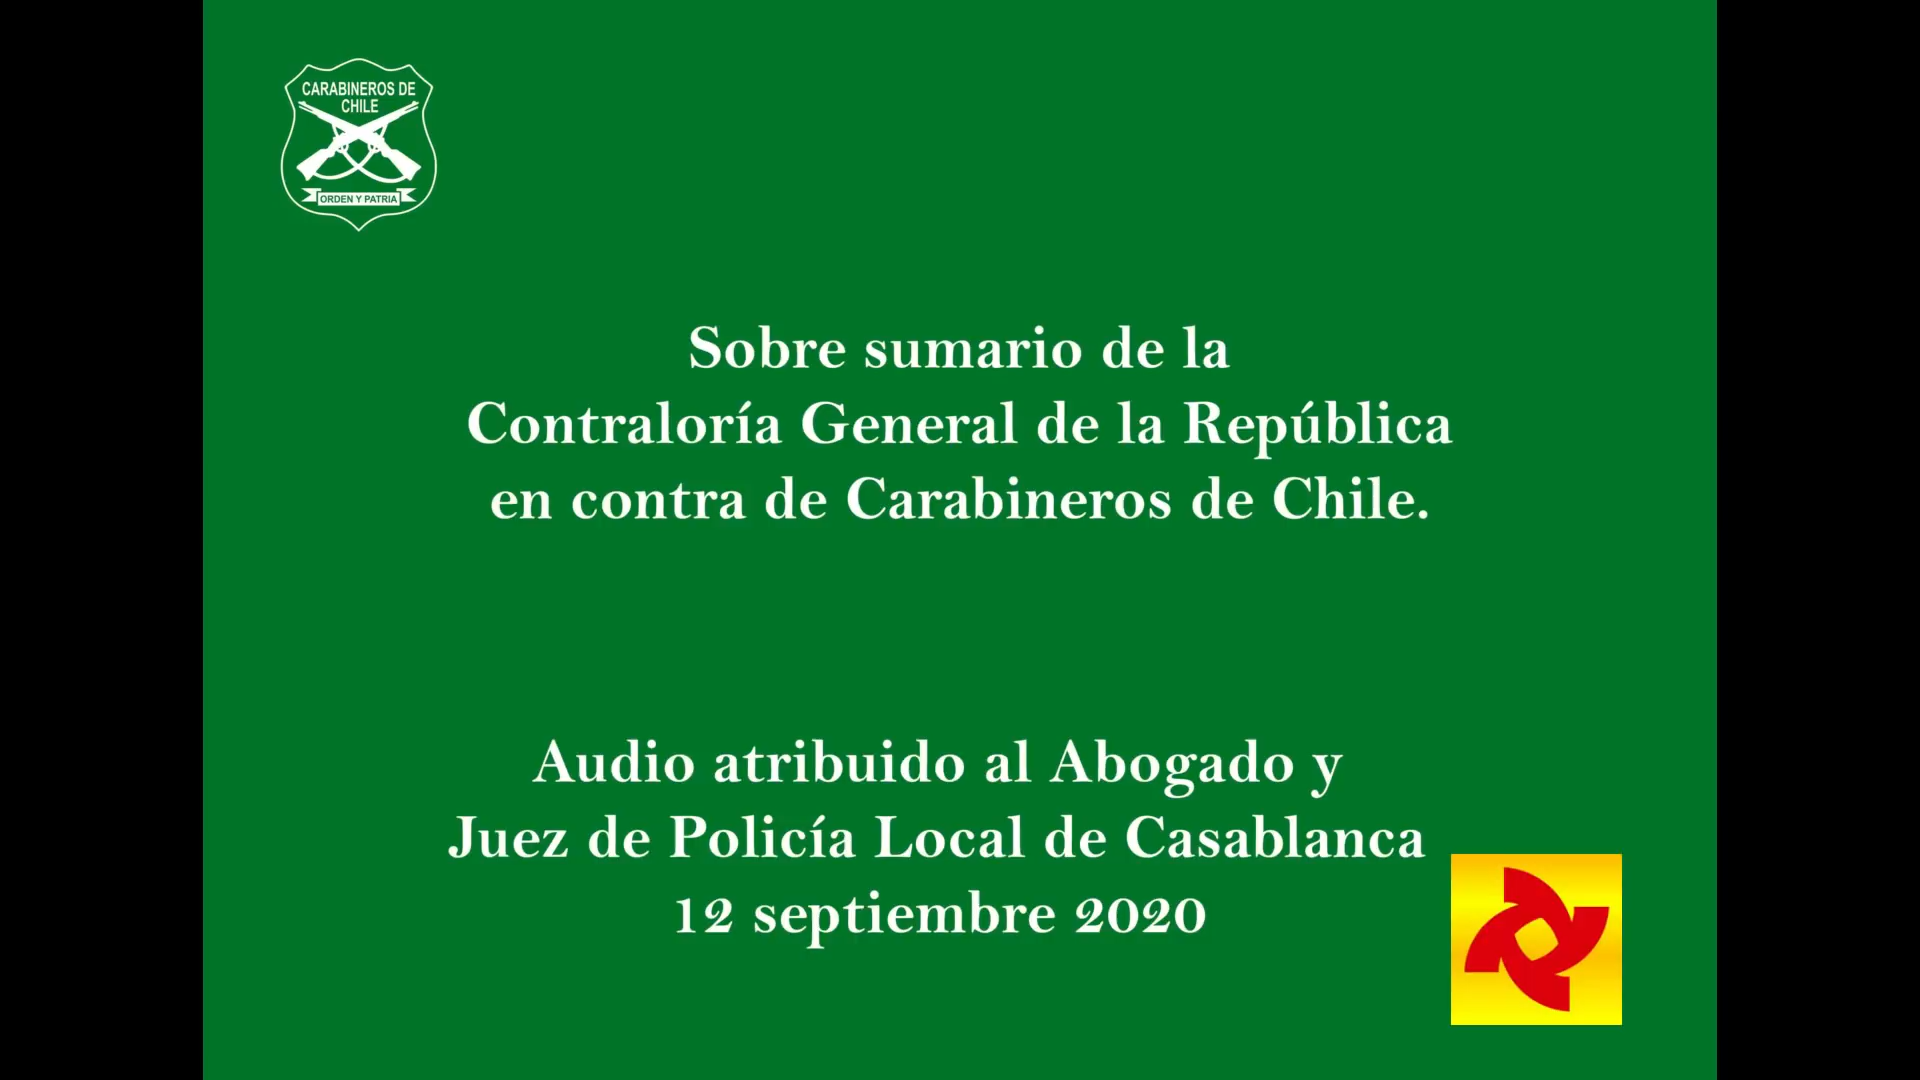 CARABINEROS DE
CHILE
ORDEN Y PATRIA
Sobre sumario de la
Contraloría General de la República
en contra de Carabineros de Chile.
Audio atribuido al Abogado y
Juez de Policía Local de Casablanca
12 septiembre 2020